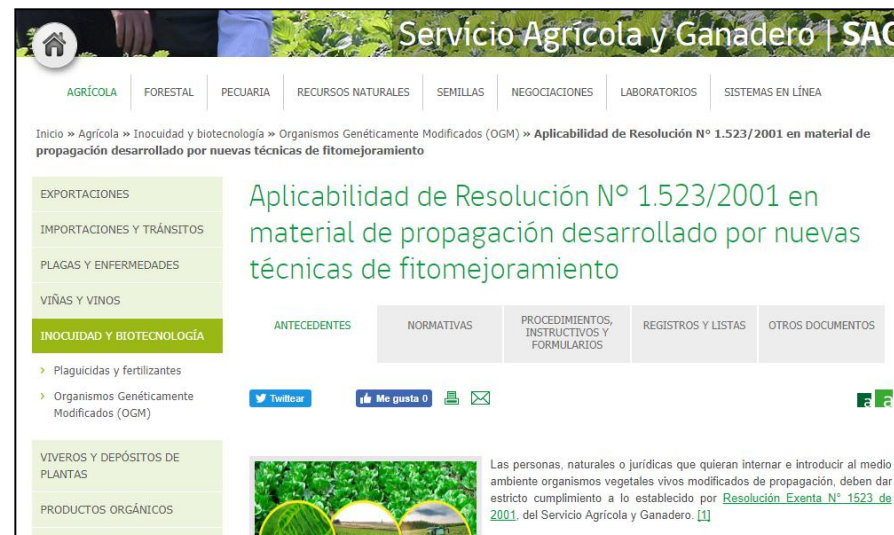 Servicio Agrícola y Ganadero | SAG
AGRÍCOLA FORESTAL PECUARIA RECURSOS NATURALES SEMILLAS NEGOCIACIONES LABORATORIOS SISTEMAS EN LÍNEA
Inicio » Agrícola » Inocuidad y biotecnología » Organismos Genéticamente Modificados (OGM) » Aplicabilidad de Resolución Nº 1.523/2001 en material de
propagación desarrollado por nuevas técnicas de fitomejoramiento
EXPORTACIONES
IMPORTACIONES Y TRÁNSITOS
PLAGAS Y ENFERMEDADES
VIÑAS Y VINOS
INOCUIDAD Y BIOTECNOLOGÍA
› Plaguicidas y fertilizantes
› Organismos Genéticamente
Modificados (OGM)
VIVEROS Y DEPÓSITOS DE
PLANTAS
PRODUCTOS ORGÁNICOS
Aplicabilidad de Resolución Nº 1.523/2001 en
material de propagación desarrollado por nuevas
técnicas de fitomejoramiento
ANTECEDENTES
NORMATIVAS
PROCEDIMIENTOS,
INSTRUCTIVOS Y
FORMULARIOS
REGISTROS Y LISTAS
OTROS DOCUMENTOS
Twittear Me gusta 0
a a
Las personas, naturales o jurídicas que quieran internar e introducir al medio
ambiente organismos vegetales vivos modificados de propagación, deben dar
estricto cumplimiento a lo establecido por Resolución Exenta N° 1523 de
2001, del Servicio Agrícola y Ganadero. [1]